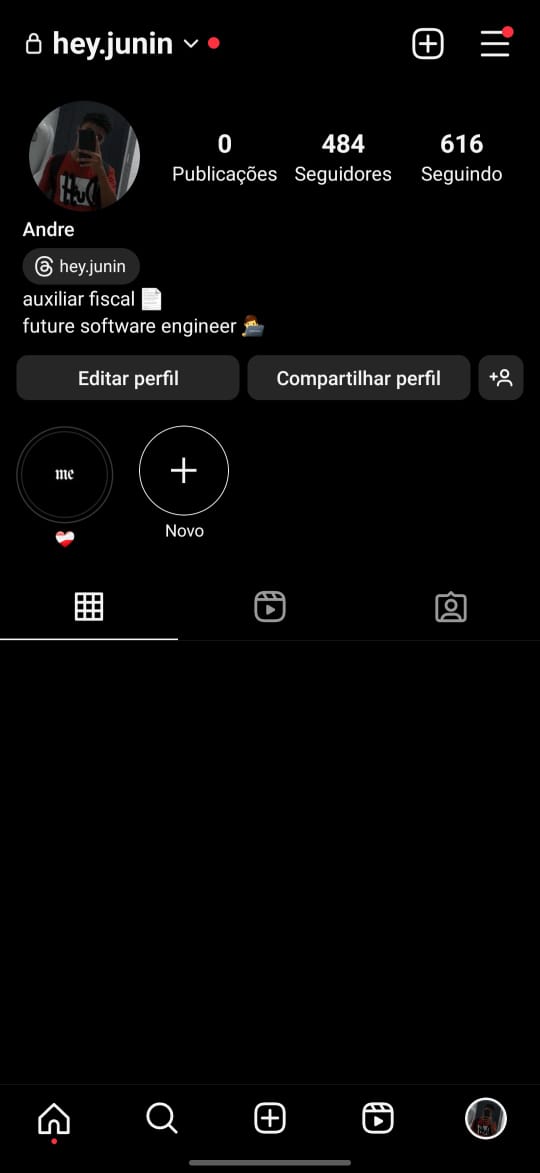 hey.junin
0 484 616
Publicações Seguidores Seguindo
Andre
hey.junin
auxiliar fiscal
future software engineer
Editar perfil Compartilhar perfil
me
Novo